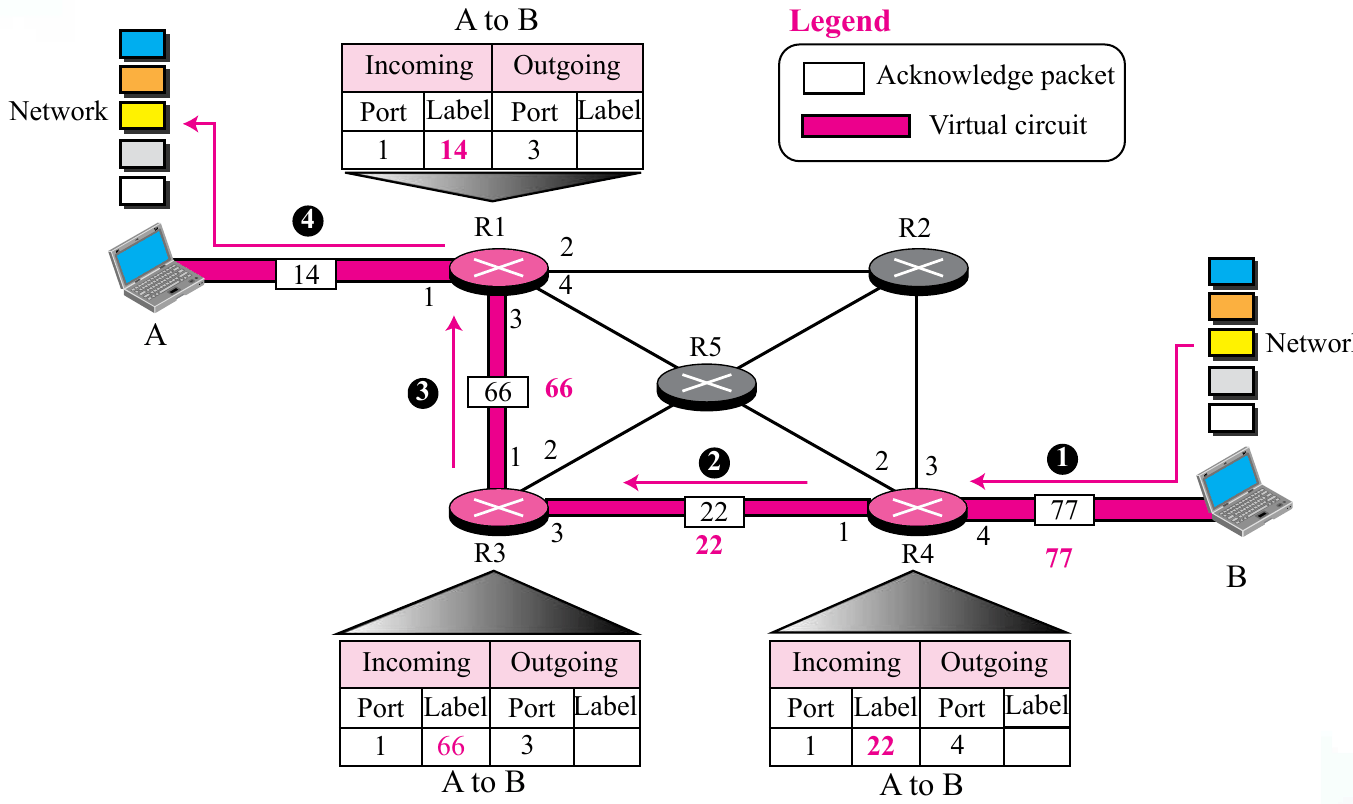 A to B
Legend
Incoming Outgoing
Port Label Port Label
1 14 3
Acknowledge packet
Virtual circuit
Network
4
R1
R2
2
4
14
1
3
A
R5
Networ
3
66
66
1
2
2
3
1
2
1
22
77
3
1
4
22
77
R3
R4
B
Incoming Outgoing
Port Label Port Label
1 66 3
A to B
Incoming Outgoing
Port Label Port Label
1 22 4
A to B